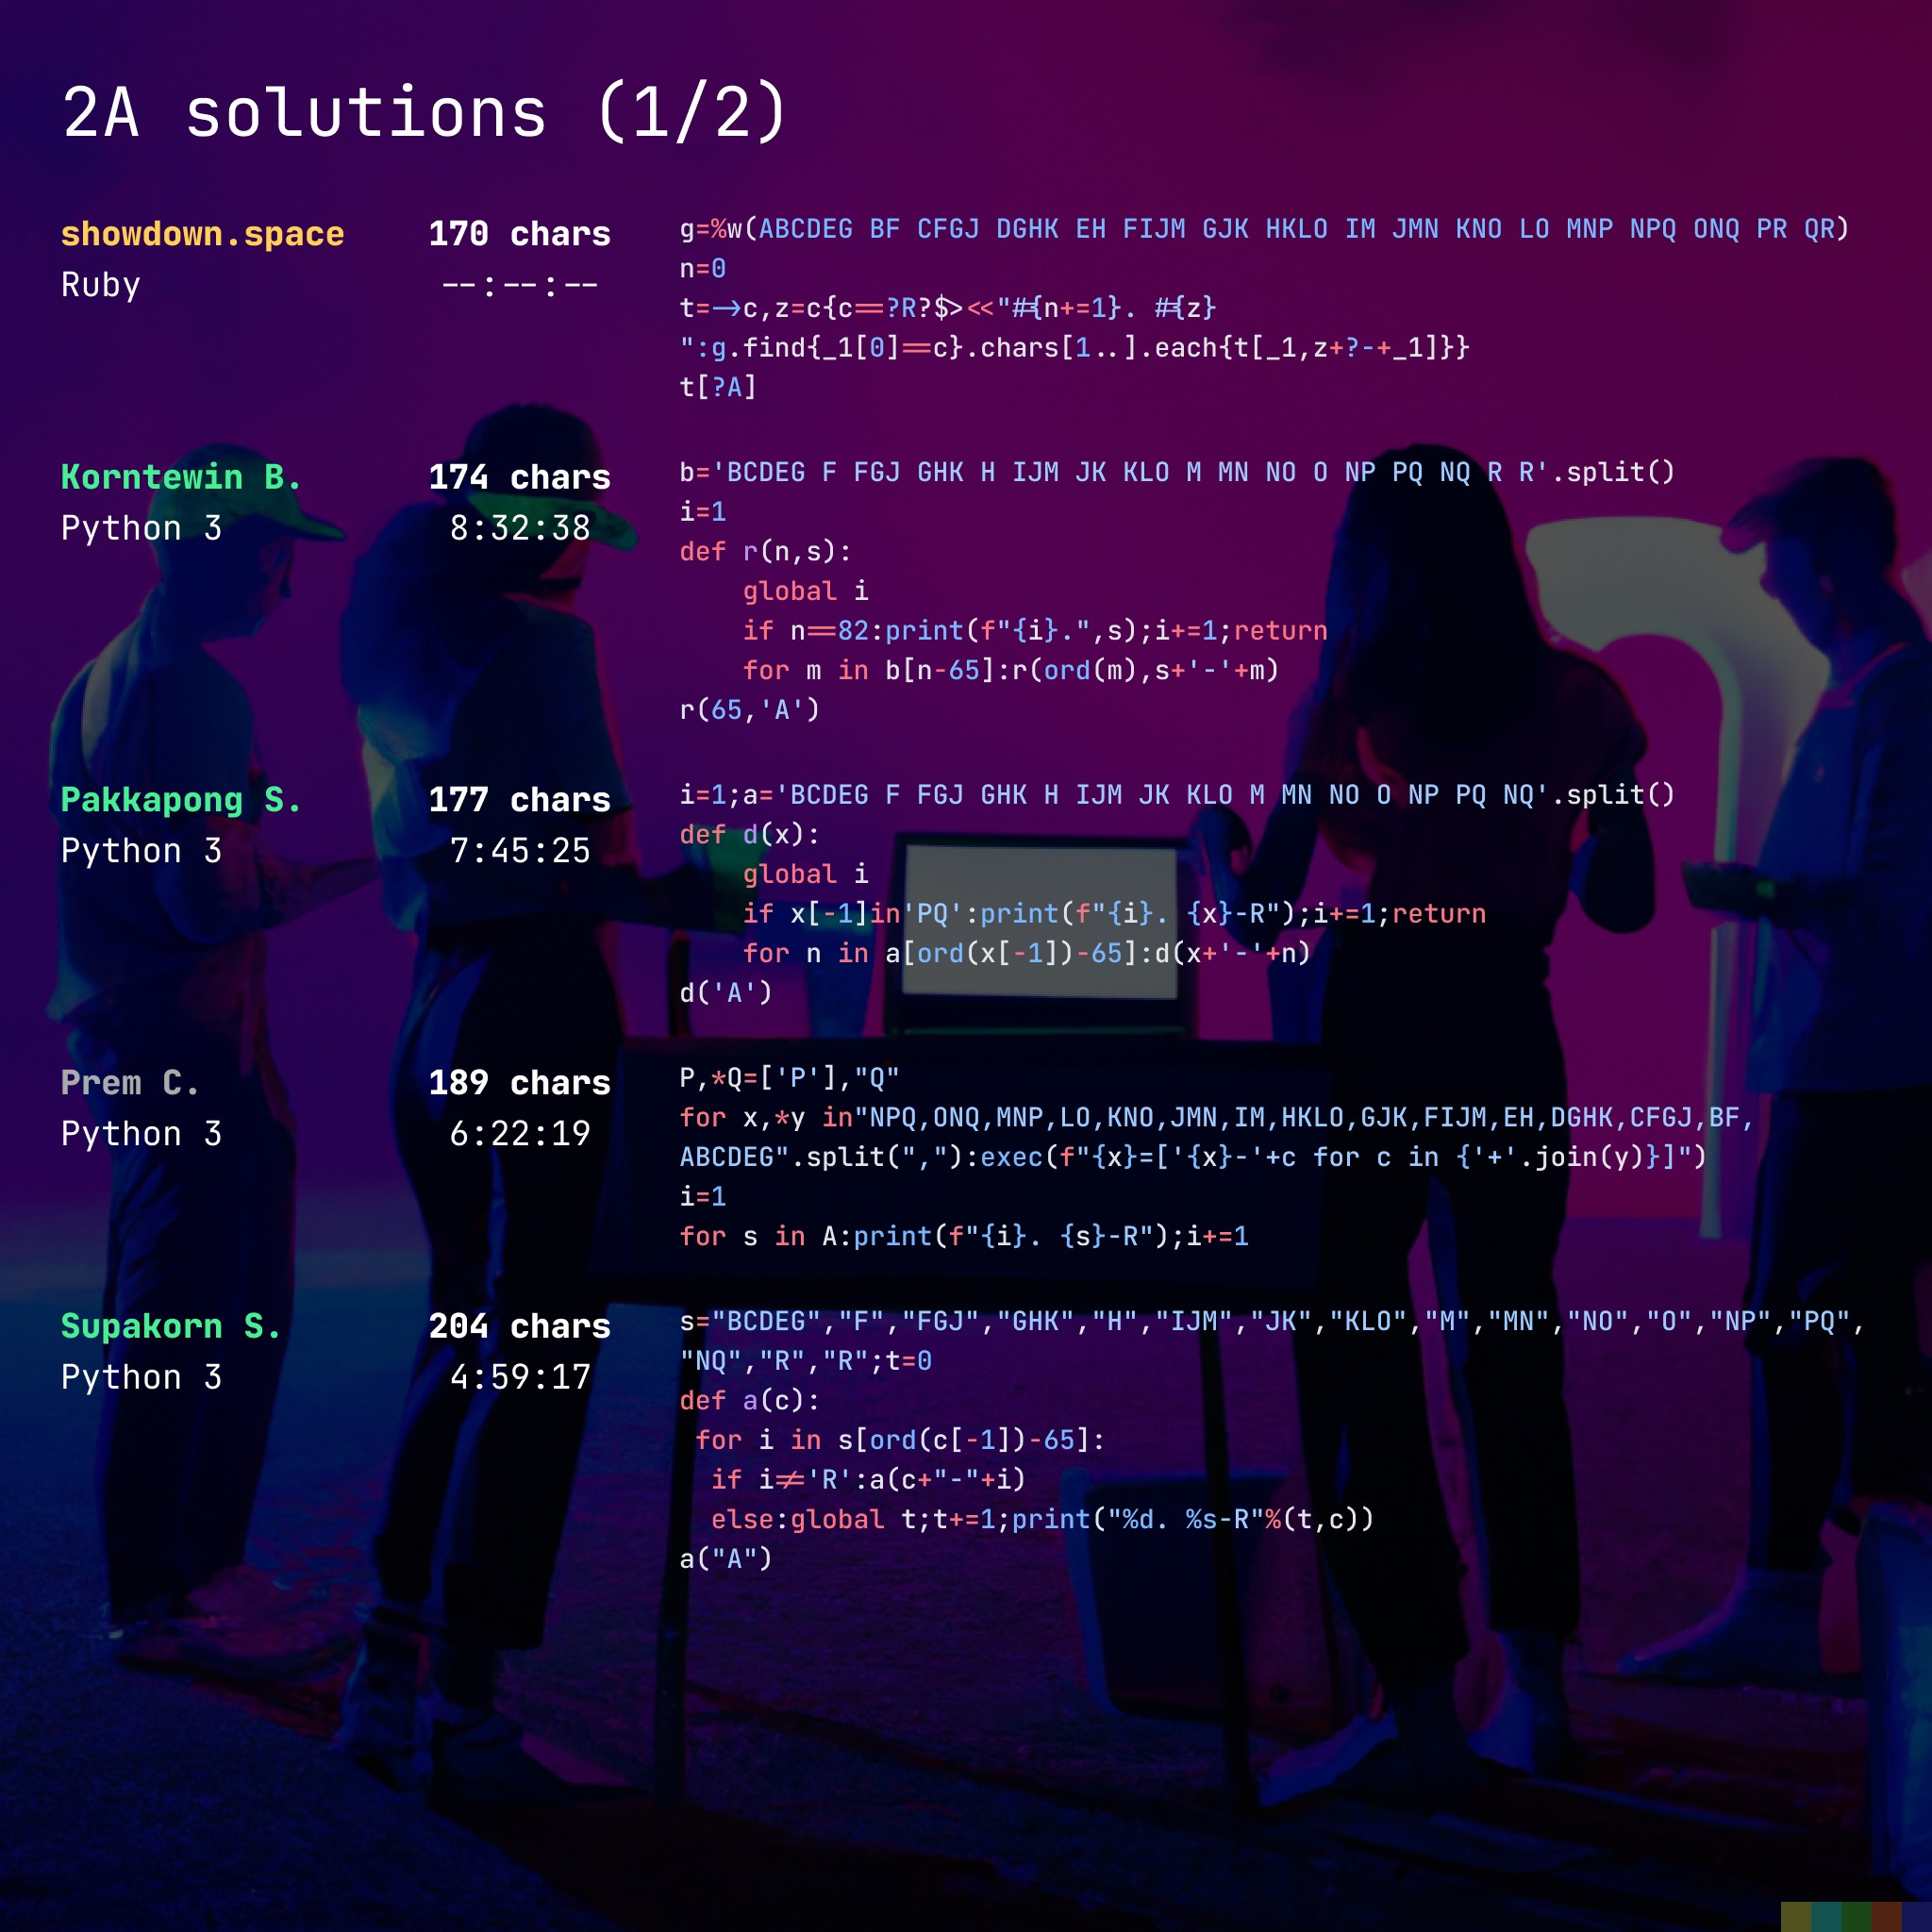 2A solutions (1/2)
showdown.space 170 chars
Ruby --:--:--
g=%w(ABCDEG BF CFGJ DGHK EH FIJM GJK HKLO IM JMN KNO LO MNP NPQ ONQ PR QR)
n=0
t=->c,z=c{c==?R?$><<"#{n+=1}. #{z}
":g.find{_1[0]==c}.chars[1..].each{t[_1,z+?-+_1]}}
t[?A]
Korntewin B. 174 chars
Python 3 8:32:38
b='BCDEG F FGJ GHK H IJM JK KLO M MN NO O NP PQ NQ R R'.split()
i=1
def r(n,s):
    global i
    if n==82:print(f"{i}.",s);i+=1;return
    for m in b[n-65]:r(ord(m),s+'-'+m)
r(65,'A')
Pakkapong S. 177 chars
Python 3 7:45:25
i=1;a='BCDEG F FGJ GHK H IJM JK KLO M MN NO O NP PQ NQ'.split()
def d(x):
    global i
    if x[-1]in'PQ':print(f"{i}. {x}-R");i+=1;return
    for n in a[ord(x[-1])-65]:d(x+'-'+n)
d('A')
Prem C. 189 chars
Python 3 6:22:19
P,*Q=['P'],"Q"
for x,*y in"NPQ,ONQ,MNP,LO,KNO,JMN,IM,HKLO,GJK,FIJM,EH,DGHK,CFGJ,BF,
ABCDEG".split(","):exec(f"{x}=['{x}-'+c for c in {'+'.join(y)}]")
i=1
for s in A:print(f"{i}. {s}-R");i+=1
Supakorn S. 204 chars
Python 3 4:59:17
s="BCDEG","F","FGJ","GHK","H","IJM","JK","KLO","M","MN","NO","O","NP","PQ",
"NQ","R","R";t=0
def a(c):
 for i in s[ord(c[-1])-65]:
  if i!='R':a(c+"-"+i)
  else:global t;t+=1;print("%d. %s-R"%(t,c))
a("A")